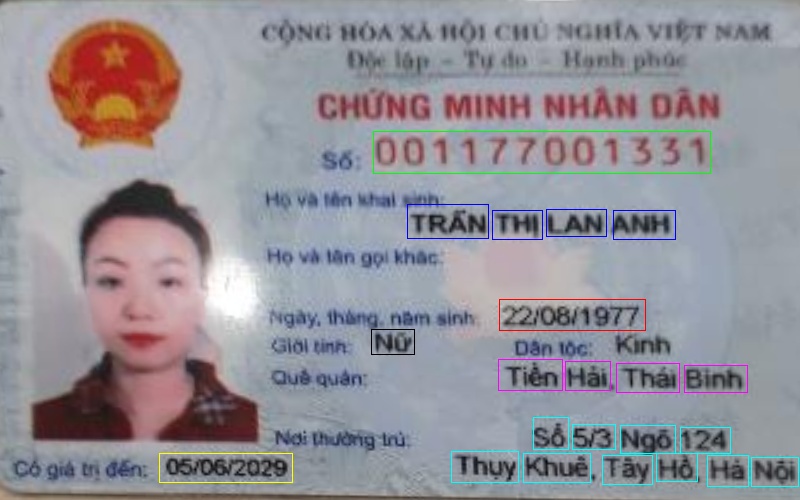 CỘNG HÒA XÃ HỘI CHỦ NGHĨA VIỆT NAM
Độc lập - Tự do - Hạnh phúc
CHỨNG MINH NHÂN DÂN
Số: 001177001331
Họ và tên khai sinh:
TRẦN THỊ LAN ANH
Họ và tên gọi khác:
Ngày, tháng, năm sinh: 22/08/1977
Giới tính: Nữ Dân tộc: Kinh
Quê quán: Tiền Hải, Thái Bình
Nơi thường trú: Số 5/3 Ngõ 124
Thụy Khuê, Tây Hồ, Hà Nội
Có giá trị đến: 05/06/2029